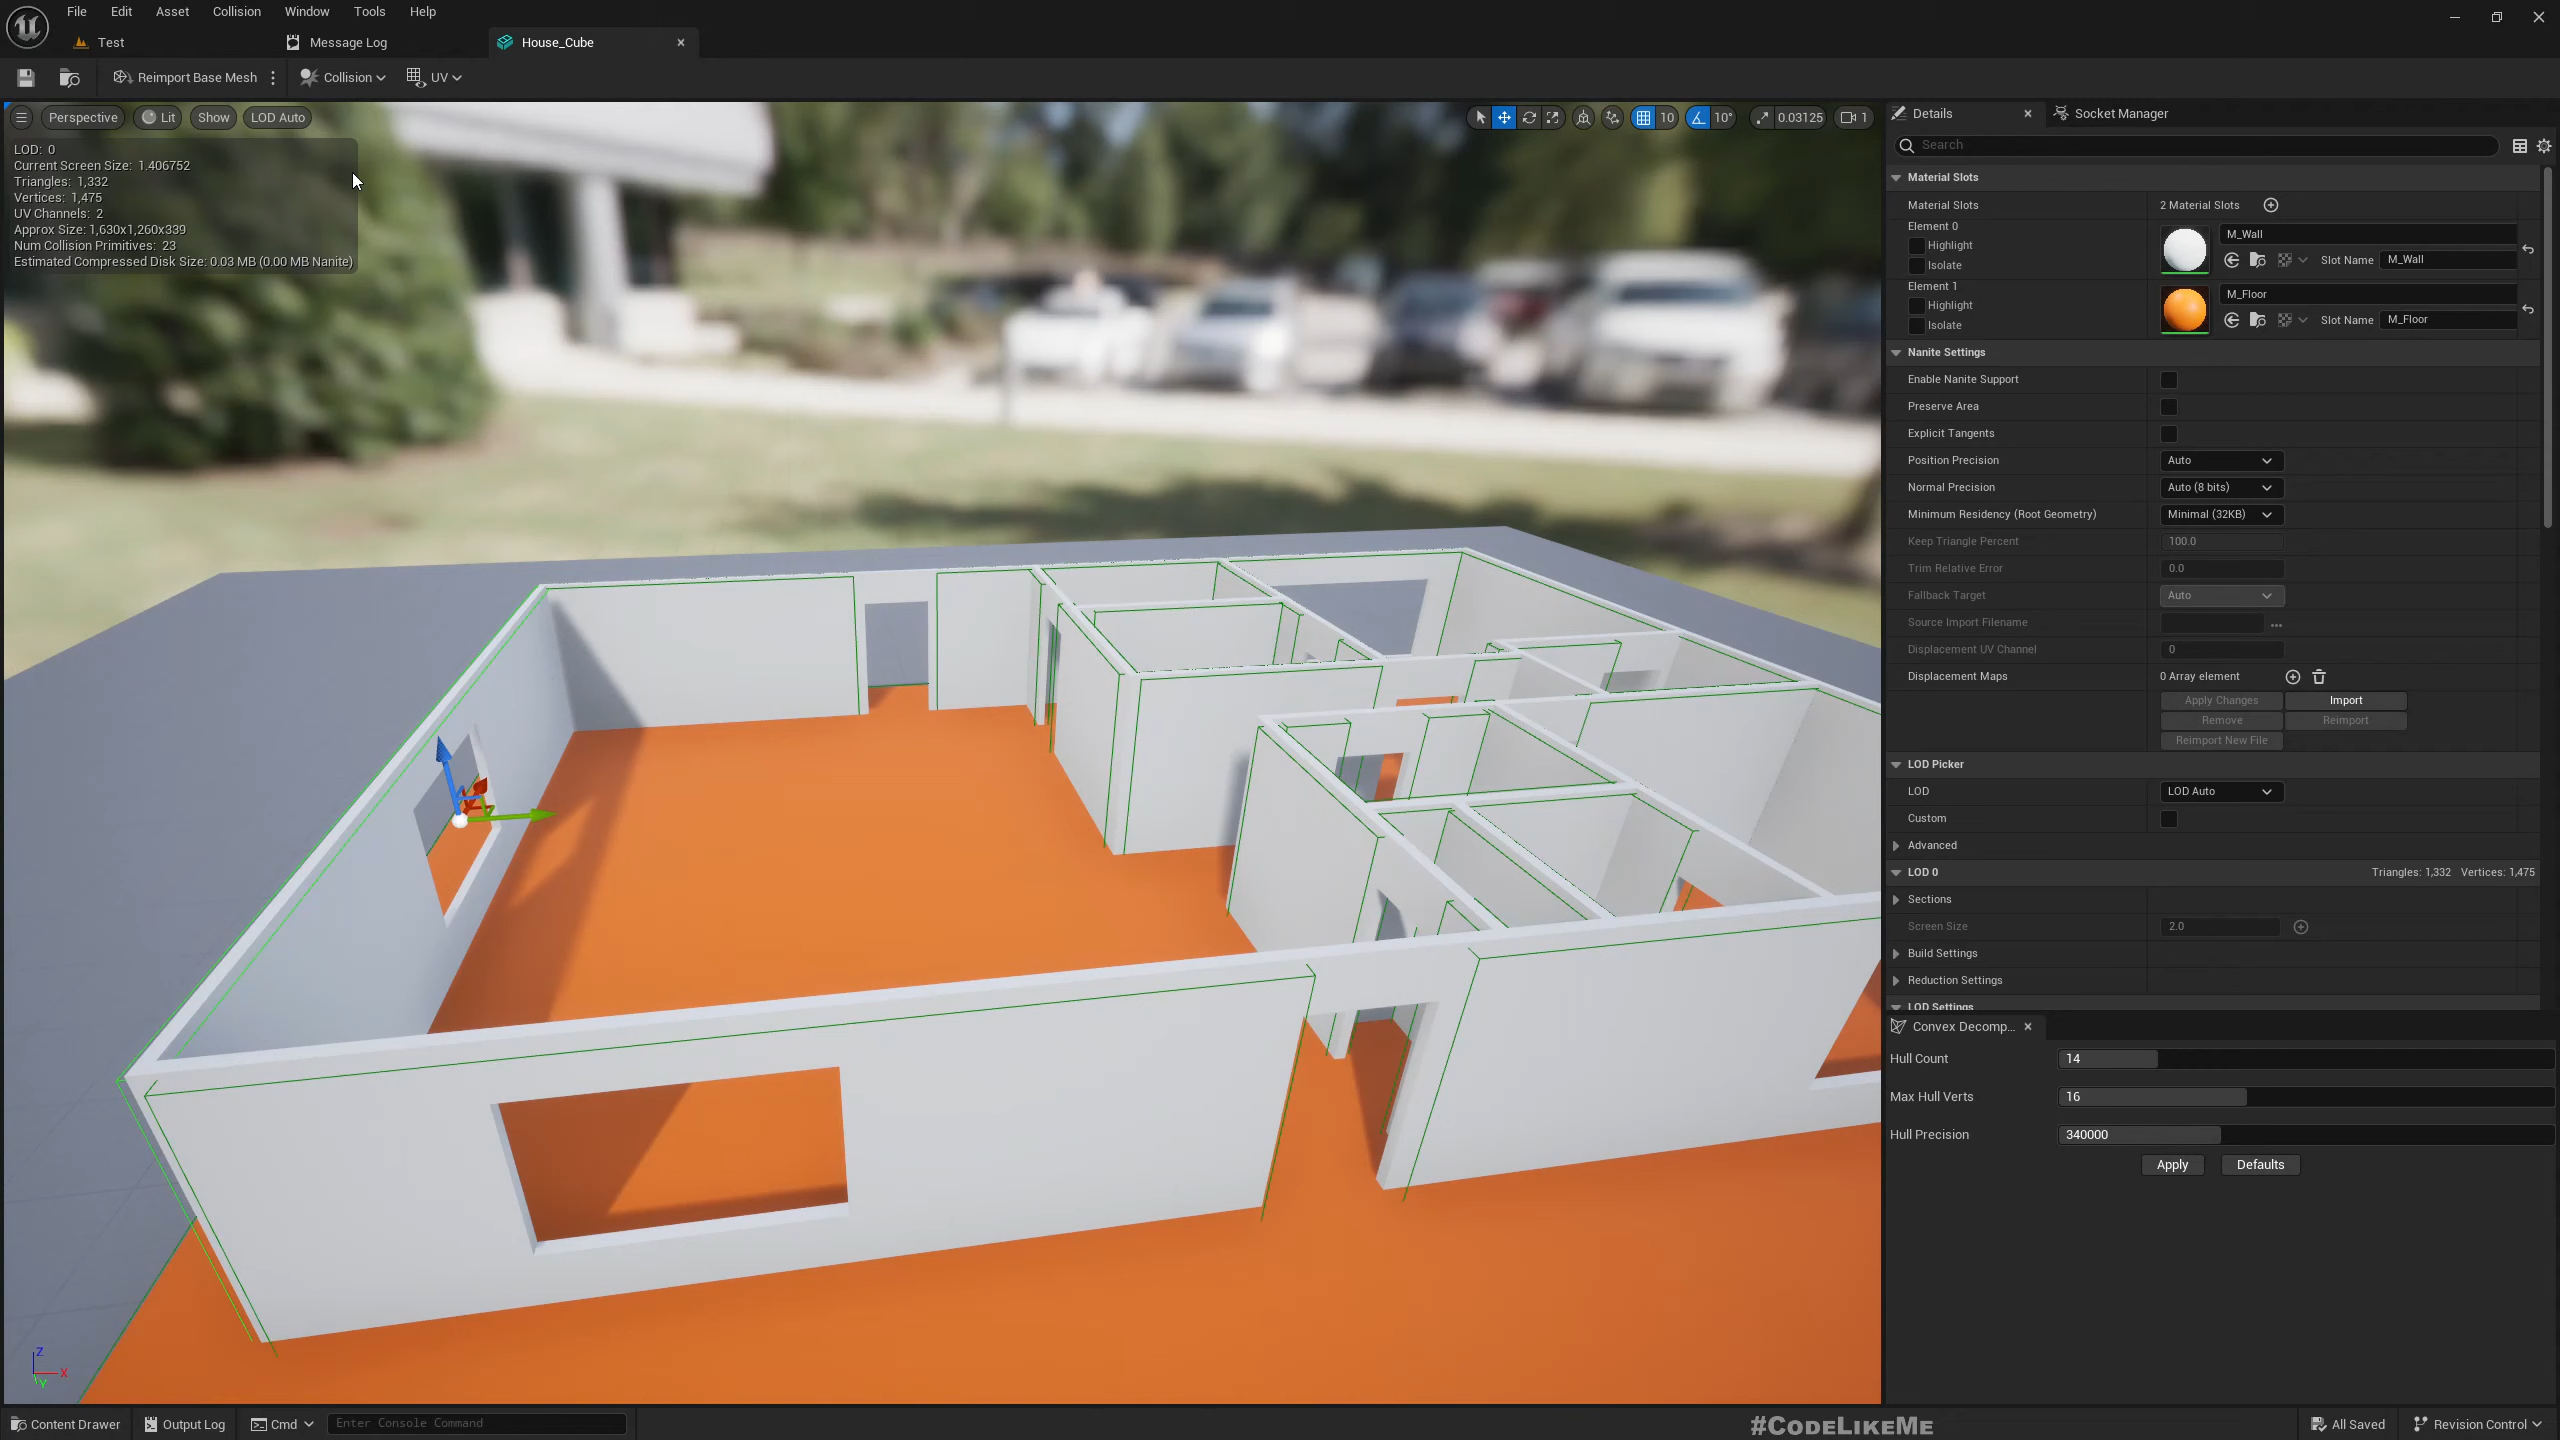 File Edit Asset Collision Window Tools Help
Test Message Log House_Cube
Reimport Base Mesh Collision UV
Perspective Lit Show LOD Auto
10 10° 0.03125 1
LOD: 0
Current Screen Size: 1.406752
Triangles: 1,332
Vertices: 1,475
UV Channels: 2
Approx Size: 1,630x1,260x339
Num Collision Primitives: 23
Estimated Compressed Disk Size: 0.03 MB (0.00 MB Nanite)
Z
X
Y
Details Socket Manager
Search
Material Slots
Material Slots 2 Material Slots
Element 0
Highlight
Isolate
M_Wall
Slot Name M_Wall
Element 1
Highlight
Isolate
M_Floor
Slot Name M_Floor
Nanite Settings
Enable Nanite Support
Preserve Area
Explicit Tangents
Position Precision Auto
Normal Precision Auto (8 bits)
Minimum Residency (Root Geometry) Minimal (32KB)
Keep Triangle Percent 100.0
Trim Relative Error 0.0
Fallback Target Auto
Source Import Filename ...
Displacement UV Channel 0
Displacement Maps 0 Array element
Apply Changes Import
Remove Reimport
Reimport New File
LOD Picker
LOD LOD Auto
Custom
Advanced
LOD 0 Triangles: 1,332 Vertices: 1,475
Sections
Screen Size 2.0
Build Settings
Reduction Settings
LOD Settings
Convex Decomp...
Hull Count 14
Max Hull Verts 16
Hull Precision 340000
Apply Defaults
Content Drawer Output Log Cmd Enter Console Command
#CodeLikeMe
All Saved Revision Control